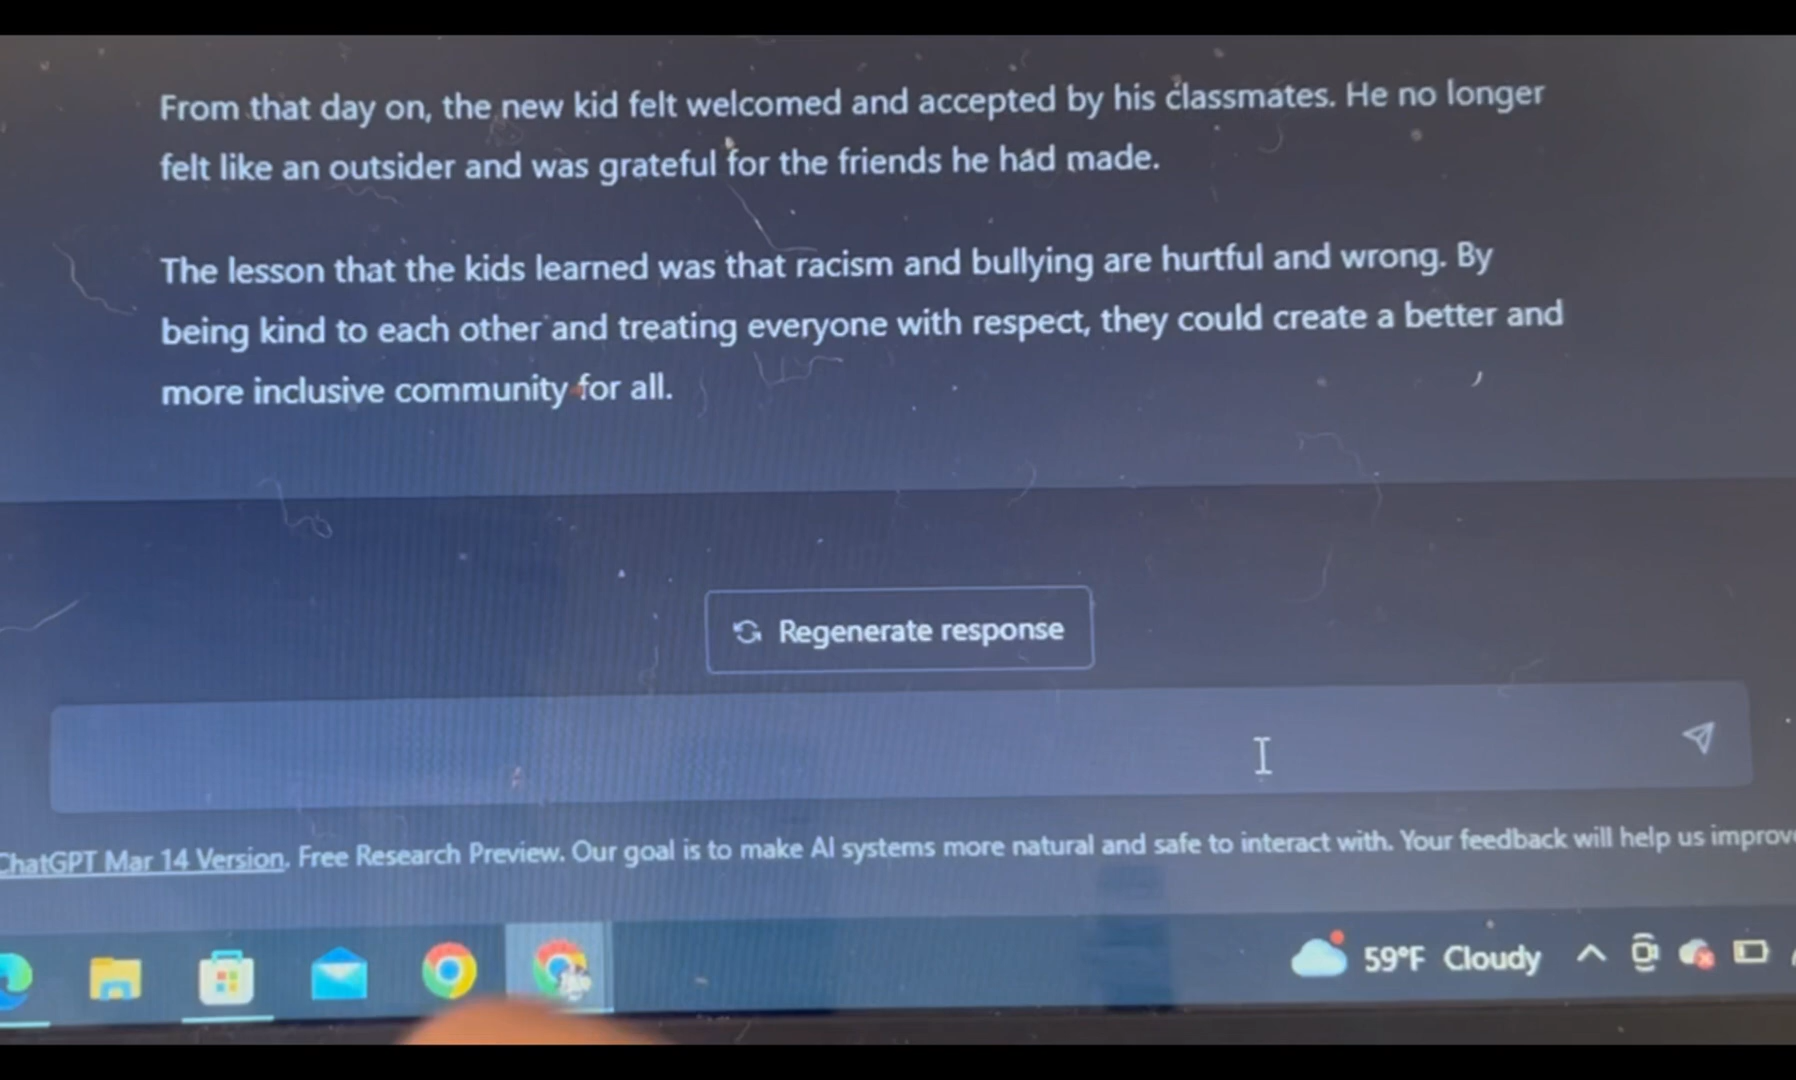 From that day on, the new kid felt welcomed and accepted by his classmates. He no longer
felt like an outsider and was grateful for the friends he had made.
The lesson that the kids learned was that racism and bullying are hurtful and wrong. By
being kind to each other and treating everyone with respect, they could create a better and
more inclusive community for all.
Regenerate response
ChatGPT Mar 14 Version. Free Research Preview. Our goal is to make AI systems more natural and safe to interact with. Your feedback will help us improv
59°F Cloudy